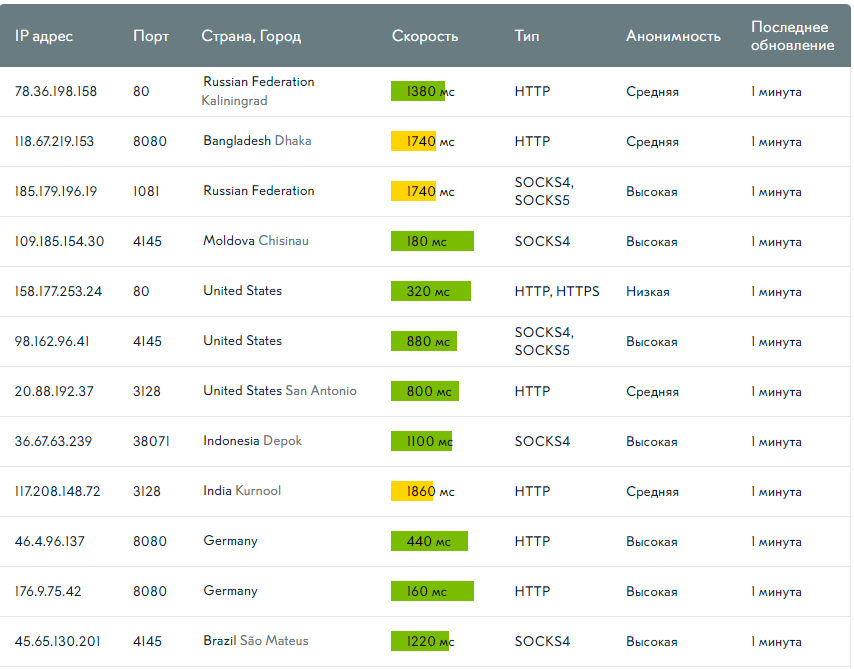 IP адрес Порт Страна, Город Скорость Тип Анонимность Последнее
обновление
78.36.198.158 80 Russian Federation 1380 мс HTTP Средняя 1 минута
Kaliningrad
118.67.219.153 8080 Bangladesh Dhaka 1740 мс HTTP Средняя 1 минута
185.179.196.19 1081 Russian Federation 1740 мс SOCKS4, Высокая 1 минута
SOCKS5
109.185.154.30 4145 Moldova Chisinau 180 мс SOCKS4 Высокая 1 минута
158.177.253.24 80 United States 320 мс HTTP, HTTPS Низкая 1 минута
98.162.96.41 4145 United States 880 мс SOCKS4, Высокая 1 минута
SOCKS5
20.88.192.37 3128 United States San Antonio 800 мс HTTP Средняя 1 минута
36.67.63.239 38071 Indonesia Depok 1100 мс SOCKS4 Высокая 1 минута
117.208.148.72 3128 India Kurnool 1860 мс HTTP Средняя 1 минута
46.4.96.137 8080 Germany 440 мс HTTP Высокая 1 минута
176.9.75.42 8080 Germany 160 мс HTTP Высокая 1 минута
45.65.130.201 4145 Brazil São Mateus 1220 мс SOCKS4 Высокая 1 минута